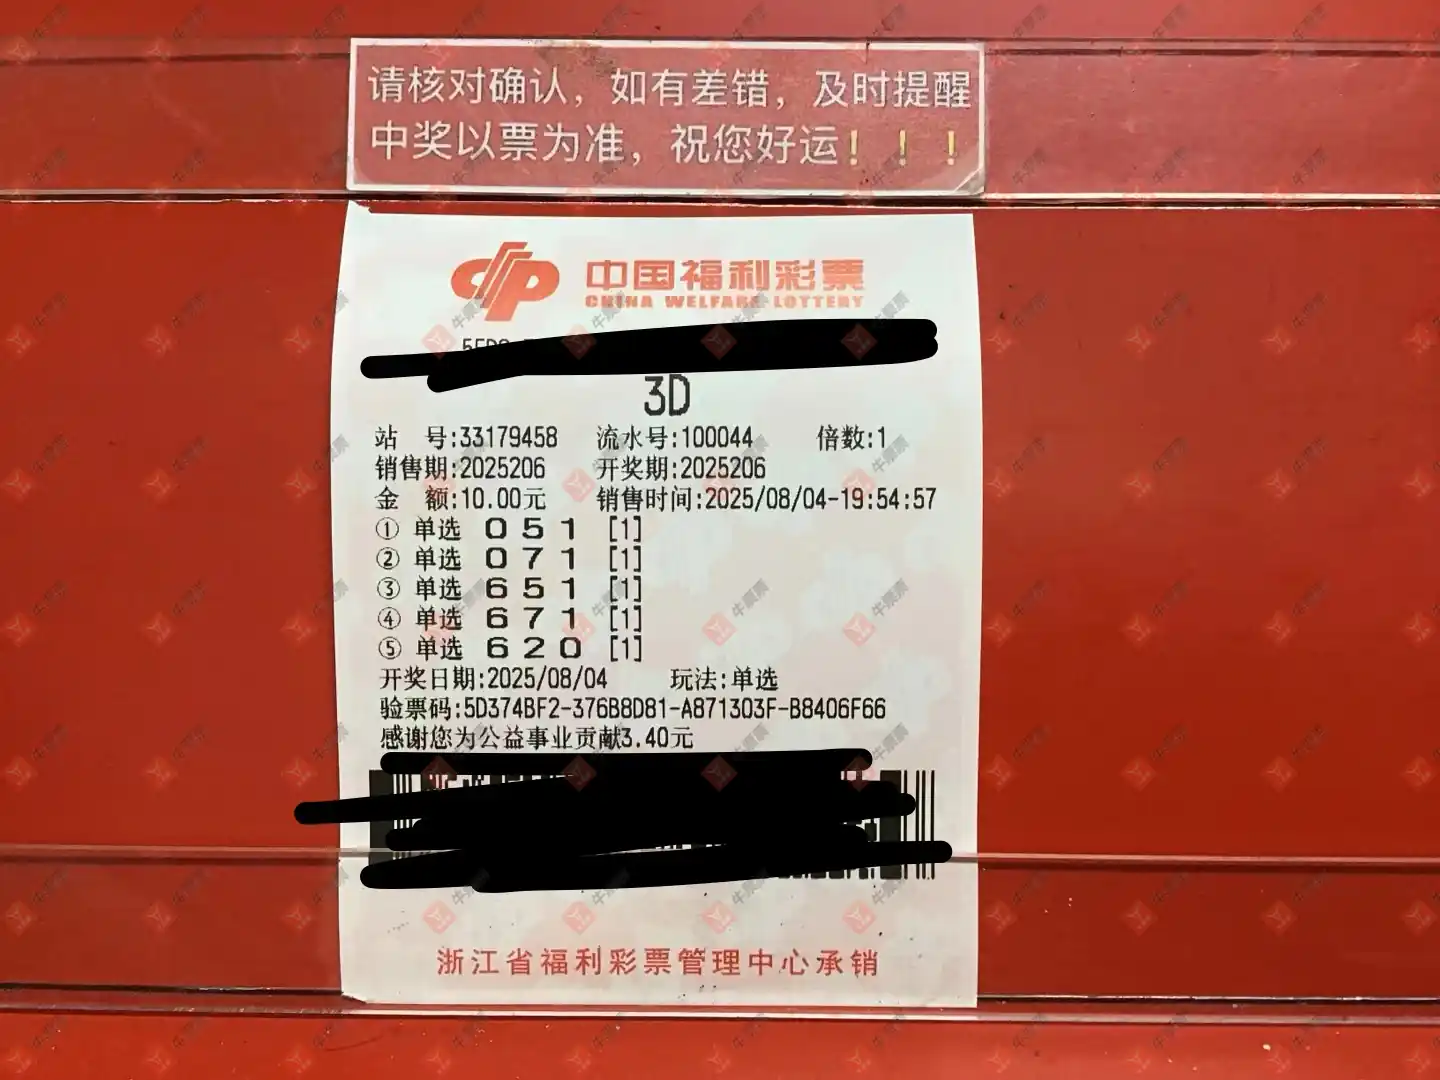 请核对确认，如有差错，及时提醒
中奖以票为准，祝您好运！！！
中国福利彩票
CHINA WELFARE LOTTERY
3D
站 号:33179458 流水号:100044 倍数:1
销售期:2025206 开奖期:2025206
金 额:10.00元 销售时间:2025/08/04-19:54:57
① 单选 0 5 1 [1]
② 单选 0 7 1 [1]
③ 单选 6 5 1 [1]
④ 单选 6 7 1 [1]
⑤ 单选 6 2 0 [1]
开奖日期:2025/08/04 玩法:单选
验票码:5D374BF2-376B8D81-A871303F-B8406F66
感谢您为公益事业贡献3.40元
浙江省福利彩票管理中心承销
牛票票